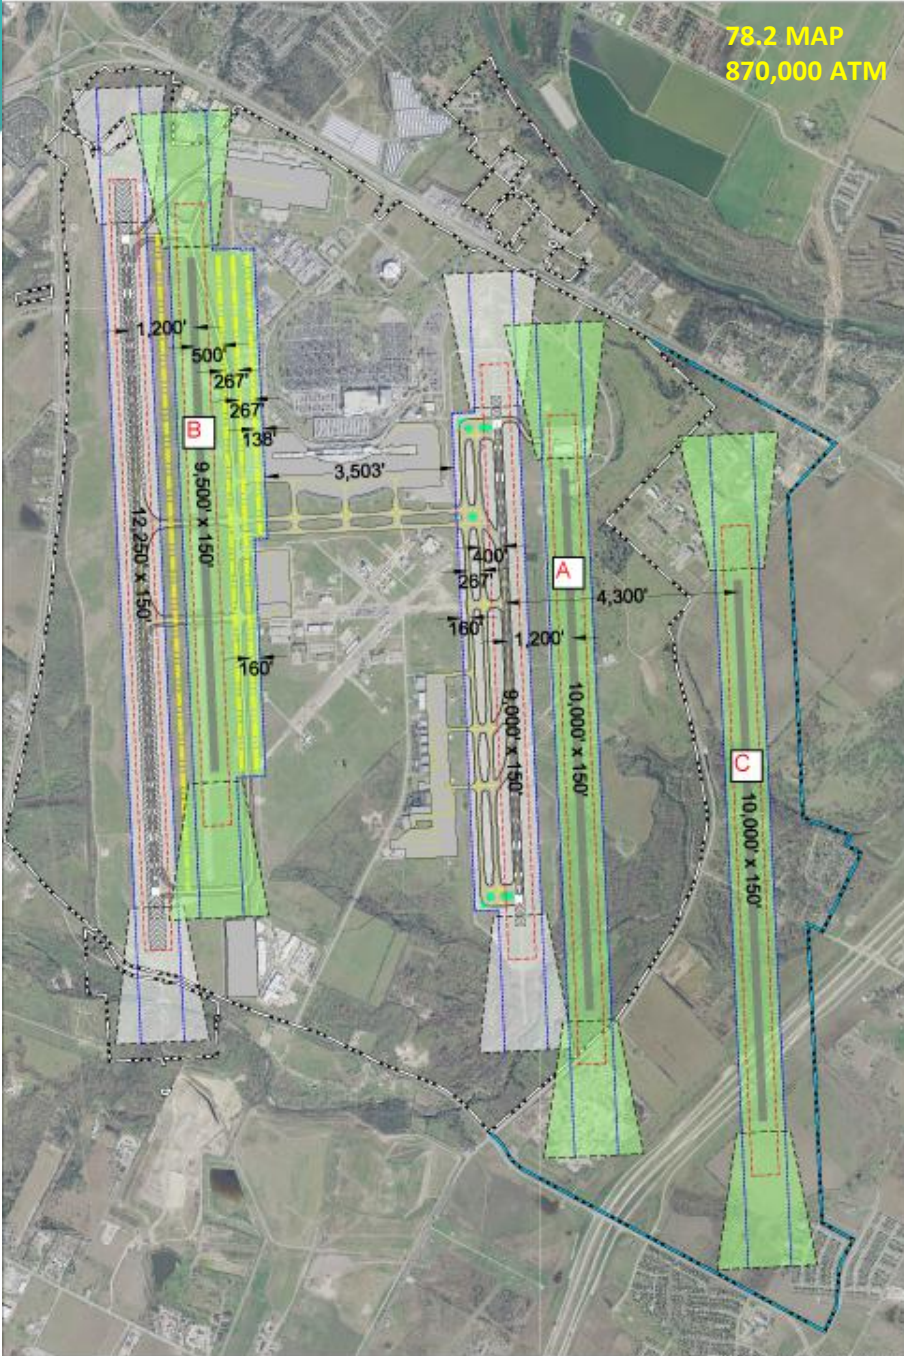 78.2 MAP
870,000 ATM
1,200'
500'
267'
267'
138'
B
3,503'
9,500' x 150'
12,250' x 150'
400'
267'
A
4,300'
160'
1,200'
160'
9,000' x 150'
10,000' x 150'
C
10,000' x 150'